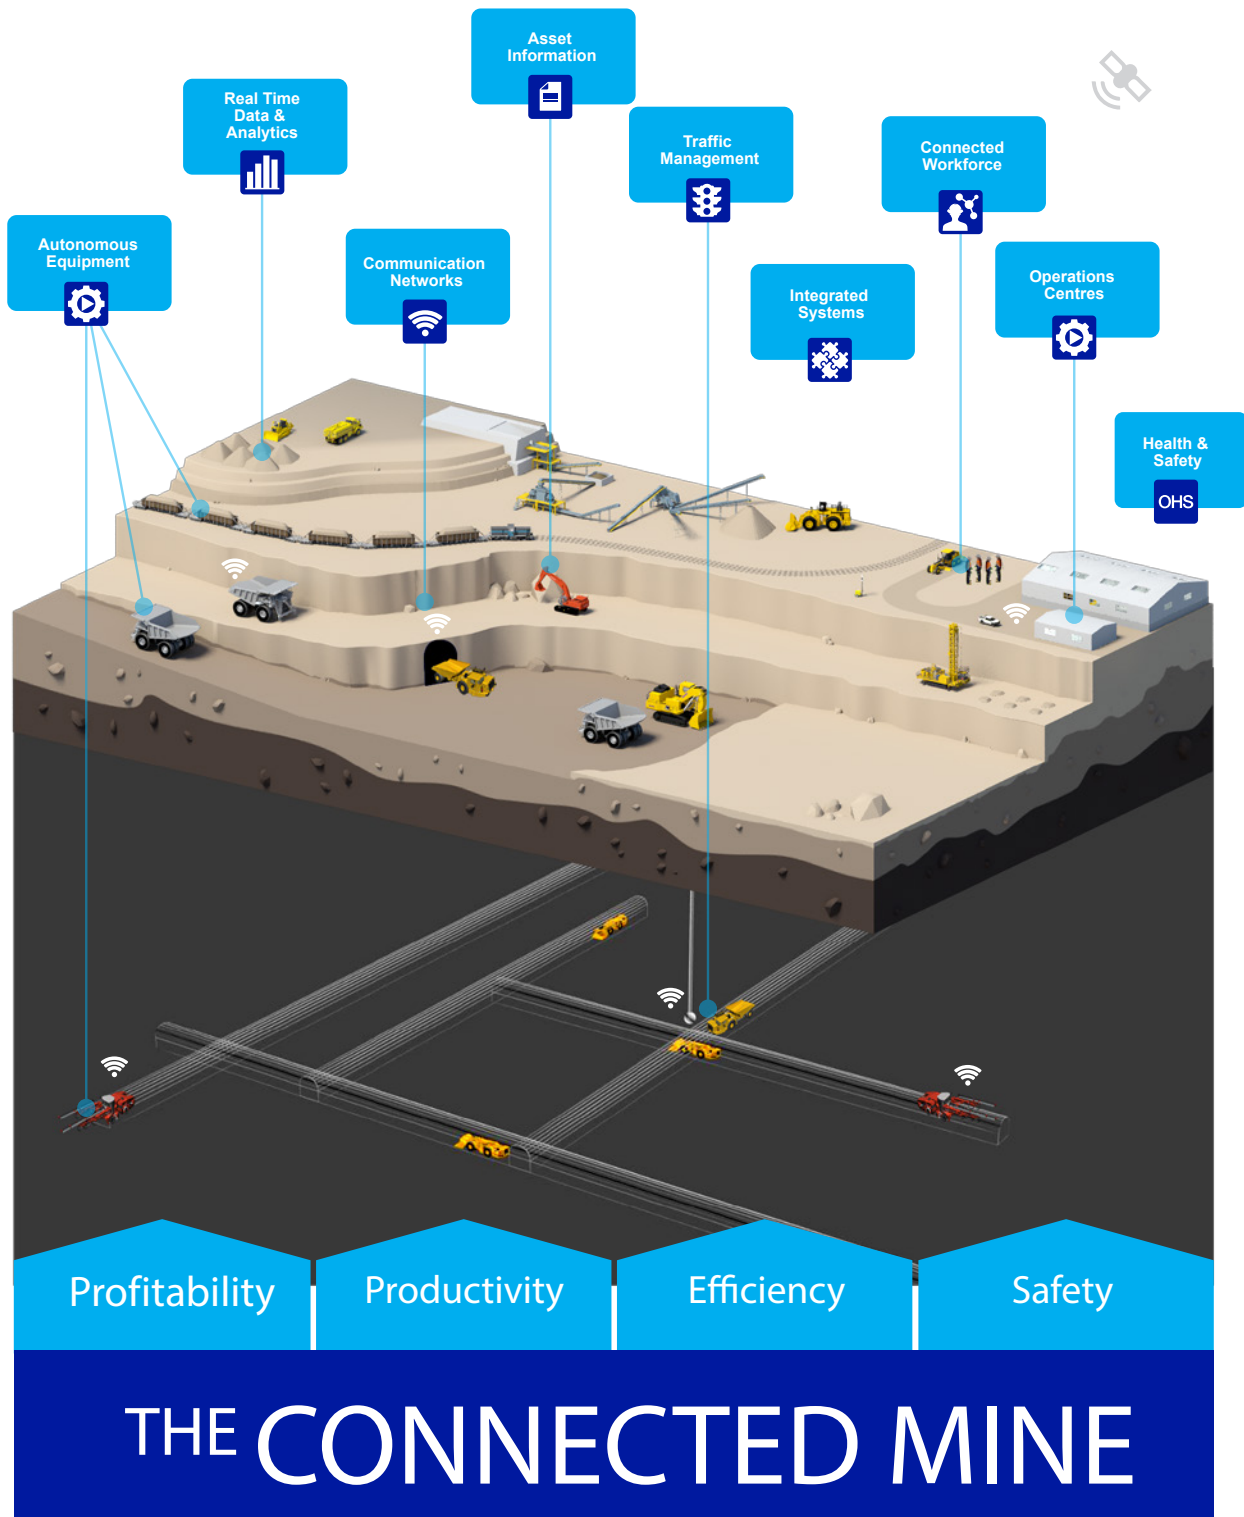 Asset
Information
Real Time
Data &
Analytics
Traffic
Management
Connected
Workforce
Autonomous
Equipment
Communication
Networks
Integrated
Systems
Operations
Centres
Health &
Safety
OHS
Profitability
Productivity
Efficiency
Safety
THE CONNECTED MINE